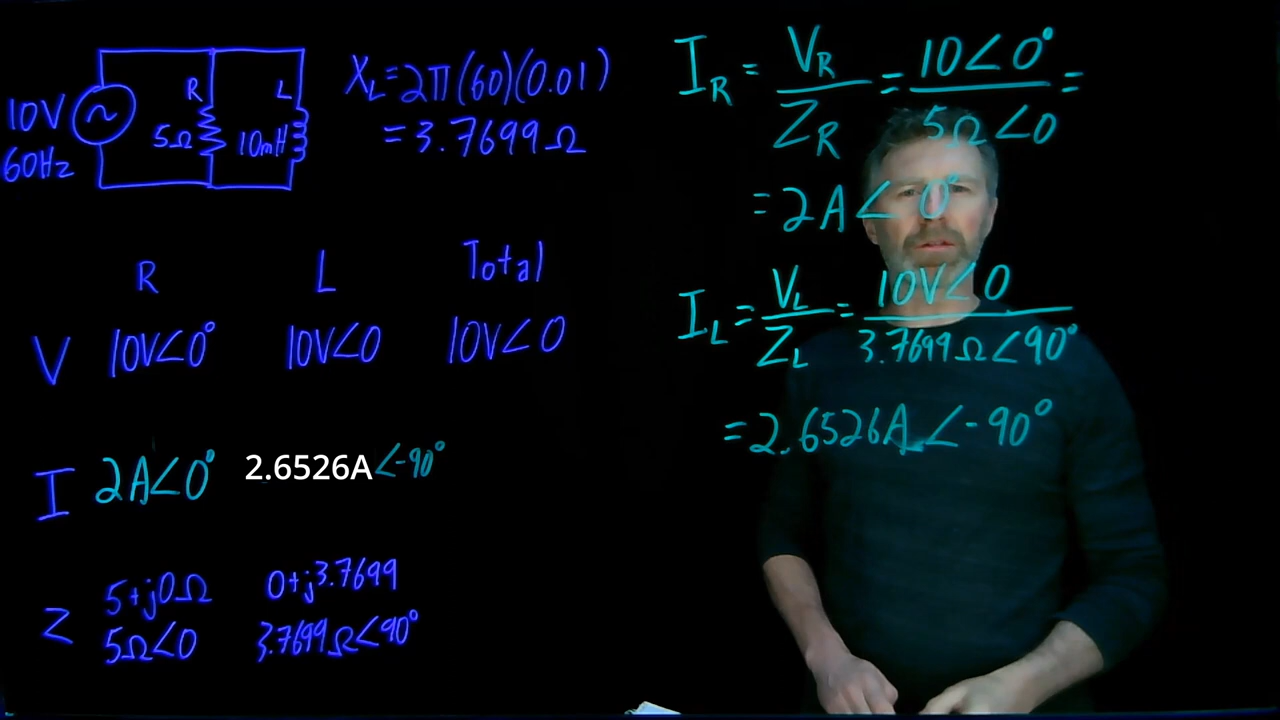 R L
10V 5Ω 10mH
60Hz
X_L = 2π(60)(0.01)
= 3.7699Ω
R L Total
V 10V∠0° 10V∠0 10V∠0
I 2A∠0° 2.6526A∠-90°
5+j0Ω 0+j3.7699
Z 5Ω∠0 3.7699Ω∠90°
I_R = V_R / Z_R = 10∠0° / 5Ω∠0 =
= 2A∠0°
I_L = V_L / Z_L = 10V∠0 / 3.7699Ω∠90°
= 2.6526A∠-90°